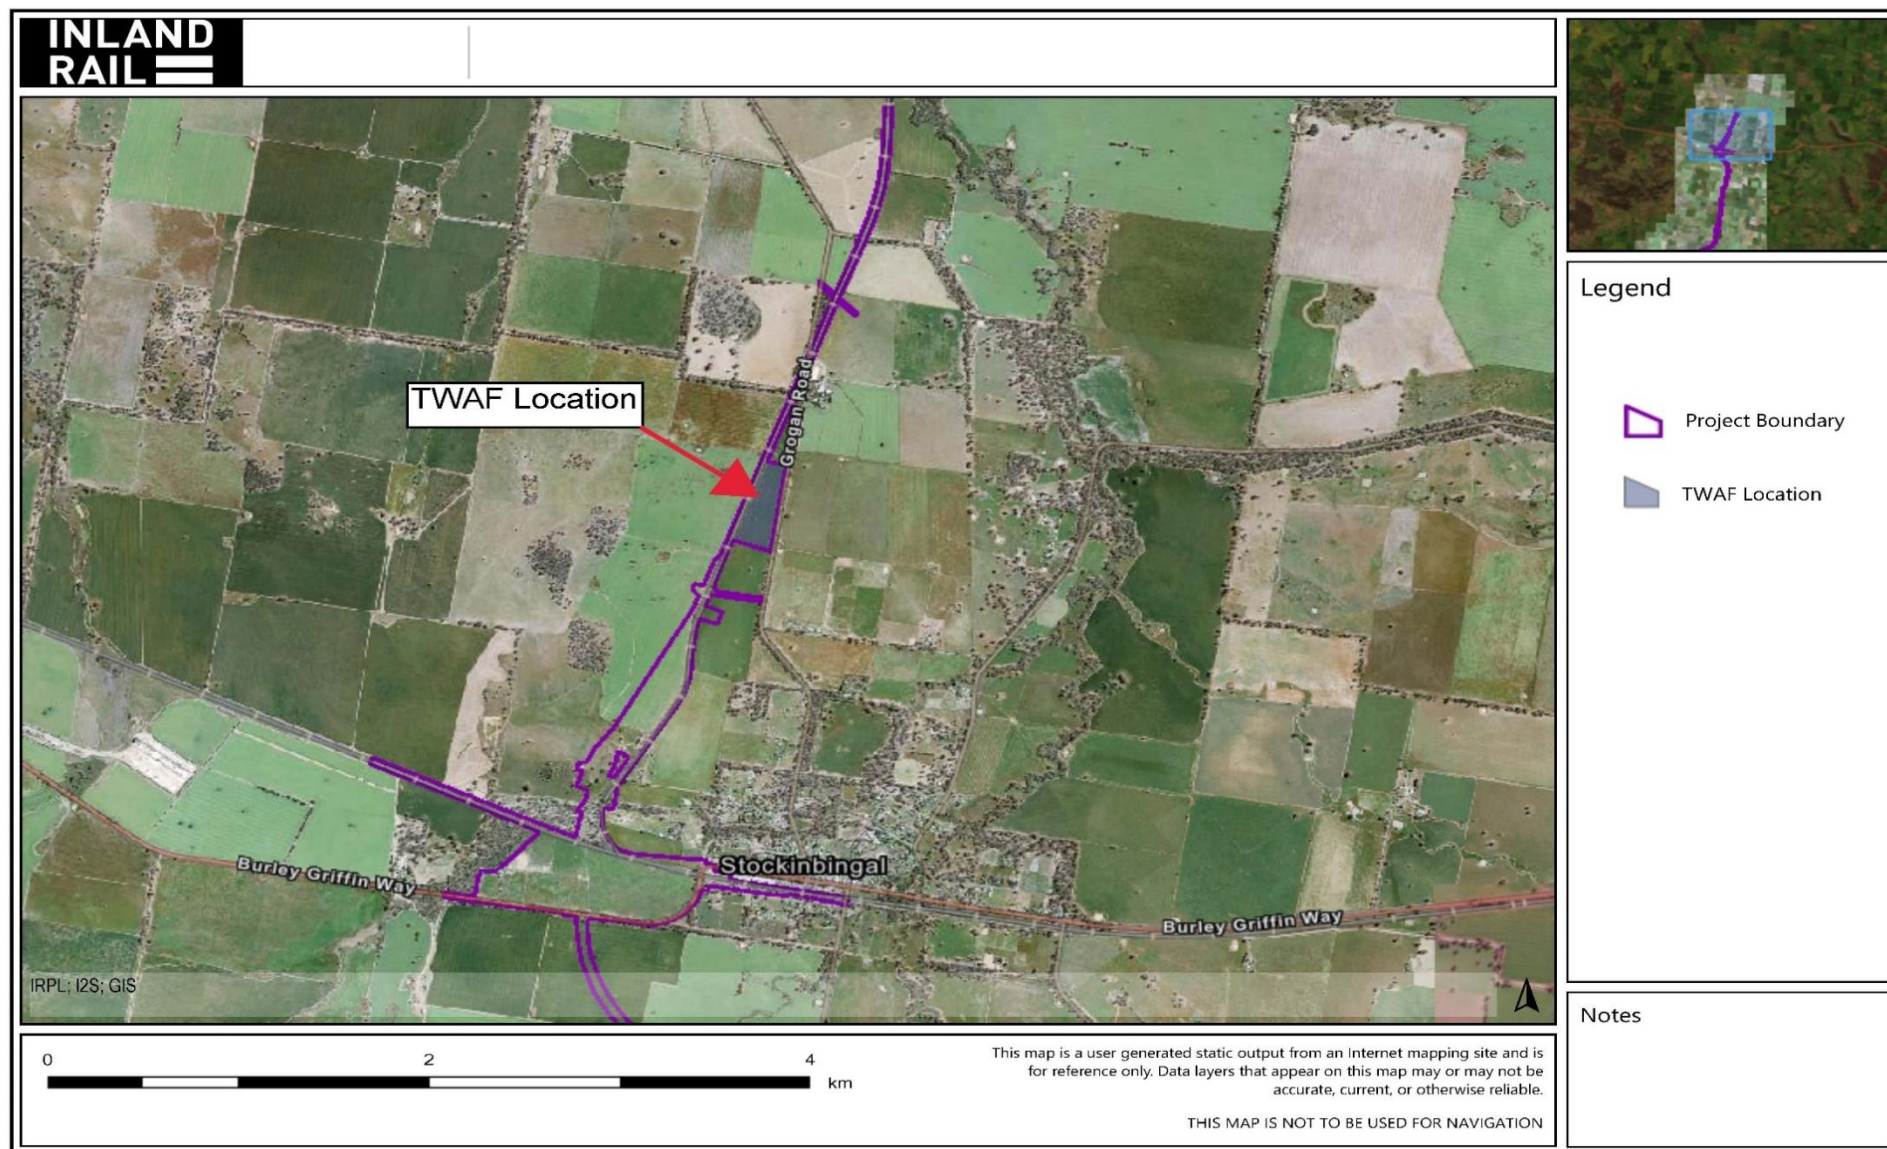 INLAND
RAIL
TWAF Location
Grogan Road
Stockinbingal
Burley Griffin Way
Burley Griffin Way
IRPL; I2S; GIS
Legend
Project Boundary
TWAF Location
Notes
0 2 4
km
This map is a user generated static output from an Internet mapping site and is
for reference only. Data layers that appear on this map may or may not be
accurate, current, or otherwise reliable.
THIS MAP IS NOT TO BE USED FOR NAVIGATION